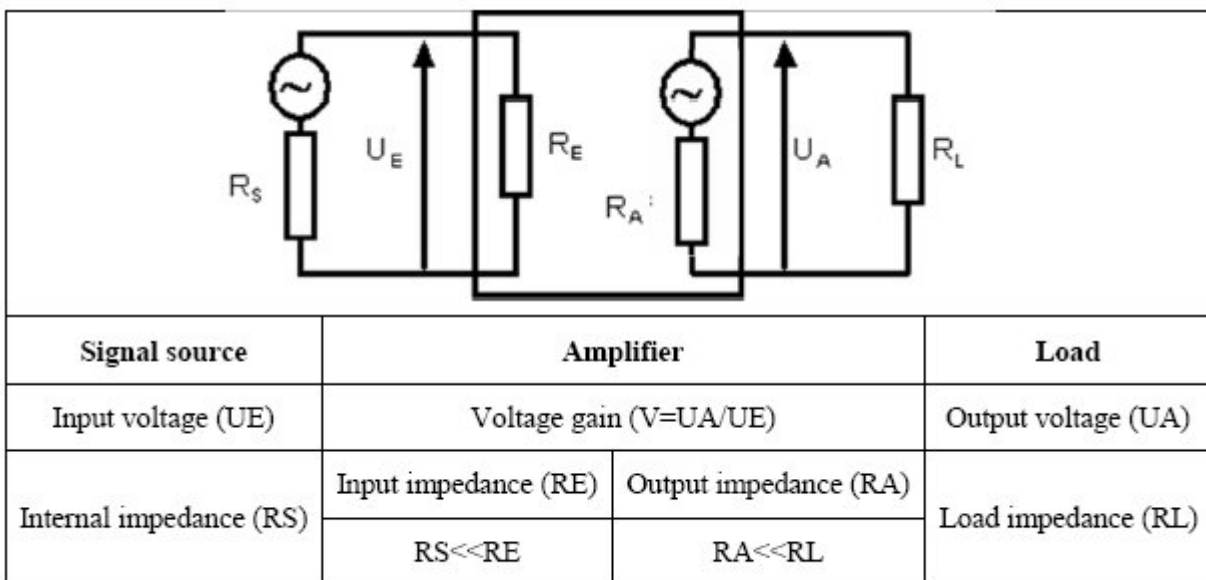 U_E
R_E
U_A
R_L
R_S
R_A:
Signal source
Amplifier
Load
Input voltage (UE)
Voltage gain (V=UA/UE)
Output voltage (UA)
Internal impedance (RS)
Input impedance (RE)
Output impedance (RA)
Load impedance (RL)
RS<<RE
RA<<RL